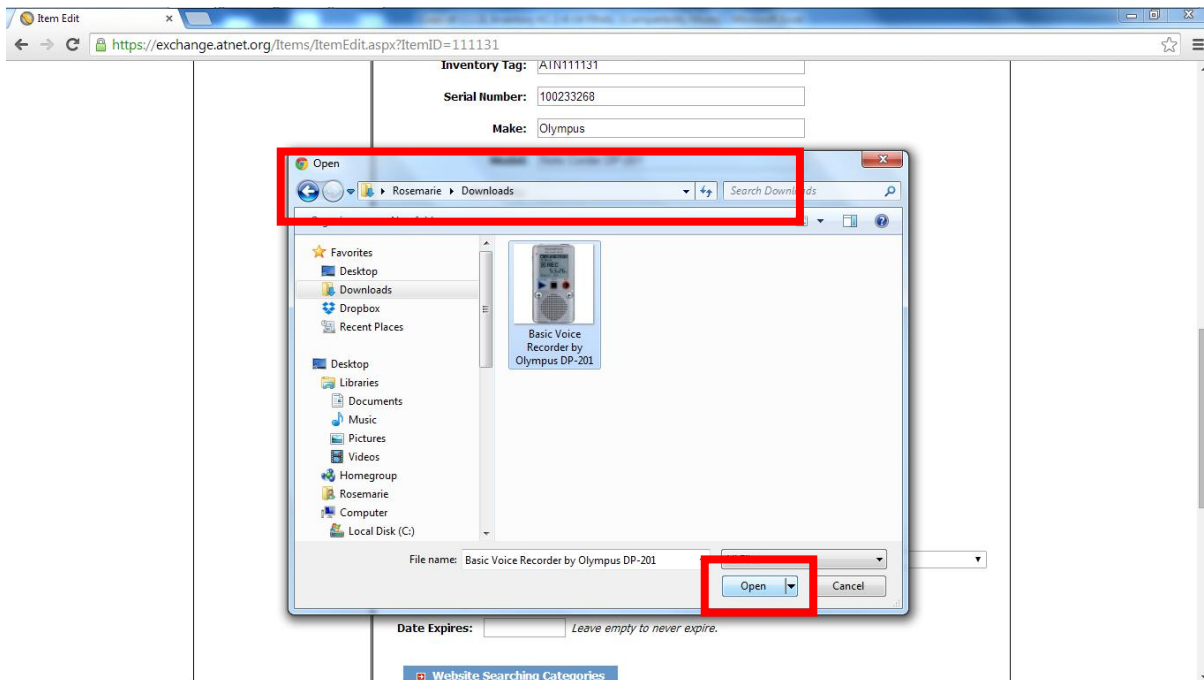 Item Edit
https://exchange.atnet.org/Items/ItemEdit.aspx?ItemID=111131
Inventory Tag: ATN111131
Serial Number: 100233268
Make: Olympus
Open
Rosemarie Downloads
Search Downloads
Favorites
Desktop
Downloads
Dropbox
Recent Places
Desktop
Libraries
Documents
Music
Pictures
Videos
Homegroup
Rosemarie
Computer
Local Disk (C:)
Basic Voice
Recorder by
Olympus DP-201
File name: Basic Voice Recorder by Olympus DP-201
Open Cancel
Date Expires: Leave empty to never expire.
Website Searching Categories